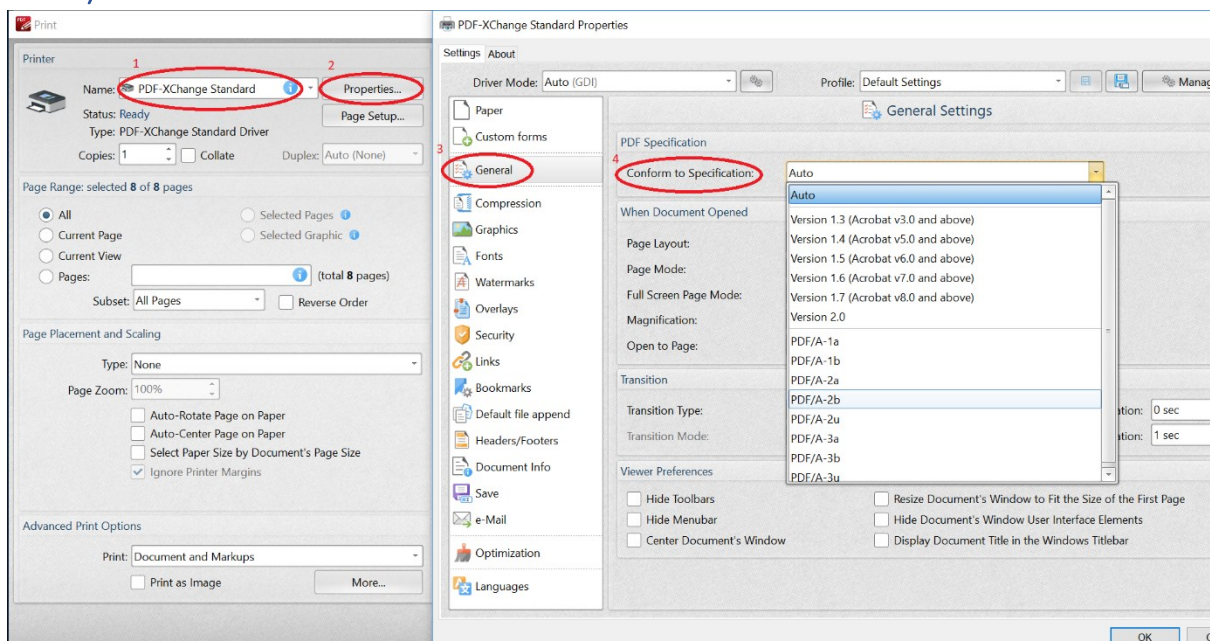 Print
Printer
1
2
Name: PDF-XChange Standard
Properties...
Status: Ready
Page Setup...
Type: PDF-XChange Standard Driver
Copies: 1
Collate
Duplex: Auto (None)
Page Range: selected 8 of 8 pages
All
Selected Pages
Current Page
Selected Graphic
Current View
Pages:
(total 8 pages)
Subset: All Pages
Reverse Order
Page Placement and Scaling
Type: None
Page Zoom: 100%
Auto-Rotate Page on Paper
Auto-Center Page on Paper
Select Paper Size by Document's Page Size
Ignore Printer Margins
Advanced Print Options
Print: Document and Markups
Print as Image
More...
PDF-XChange Standard Properties
Settings About
Driver Mode: Auto (GDI)
Profile: Default Settings
Paper
Custom forms
3
General
Compression
Graphics
Fonts
Watermarks
Overlays
Security
Links
Bookmarks
Default file append
Headers/Footers
Document Info
Save
e-Mail
Optimization
Languages
General Settings
PDF Specification
4
Conform to Specification: Auto
Auto
Version 1.3 (Acrobat v3.0 and above)
Version 1.4 (Acrobat v5.0 and above)
Version 1.5 (Acrobat v6.0 and above)
Version 1.6 (Acrobat v7.0 and above)
Version 1.7 (Acrobat v8.0 and above)
Version 2.0
PDF/A-1a
PDF/A-1b
PDF/A-2a
PDF/A-2b
PDF/A-2u
PDF/A-3a
PDF/A-3b
PDF/A-3u
When Document Opened
Page Layout:
Page Mode:
Full Screen Page Mode:
Magnification:
Open to Page:
Transition
Transition Type:
0 sec
Transition Mode:
1 sec
Viewer Preferences
Hide Toolbars
Resize Document's Window to Fit the Size of the First Page
Hide Menubar
Hide Document's Window User Interface Elements
Center Document's Window
Display Document Title in the Windows Titlebar
OK